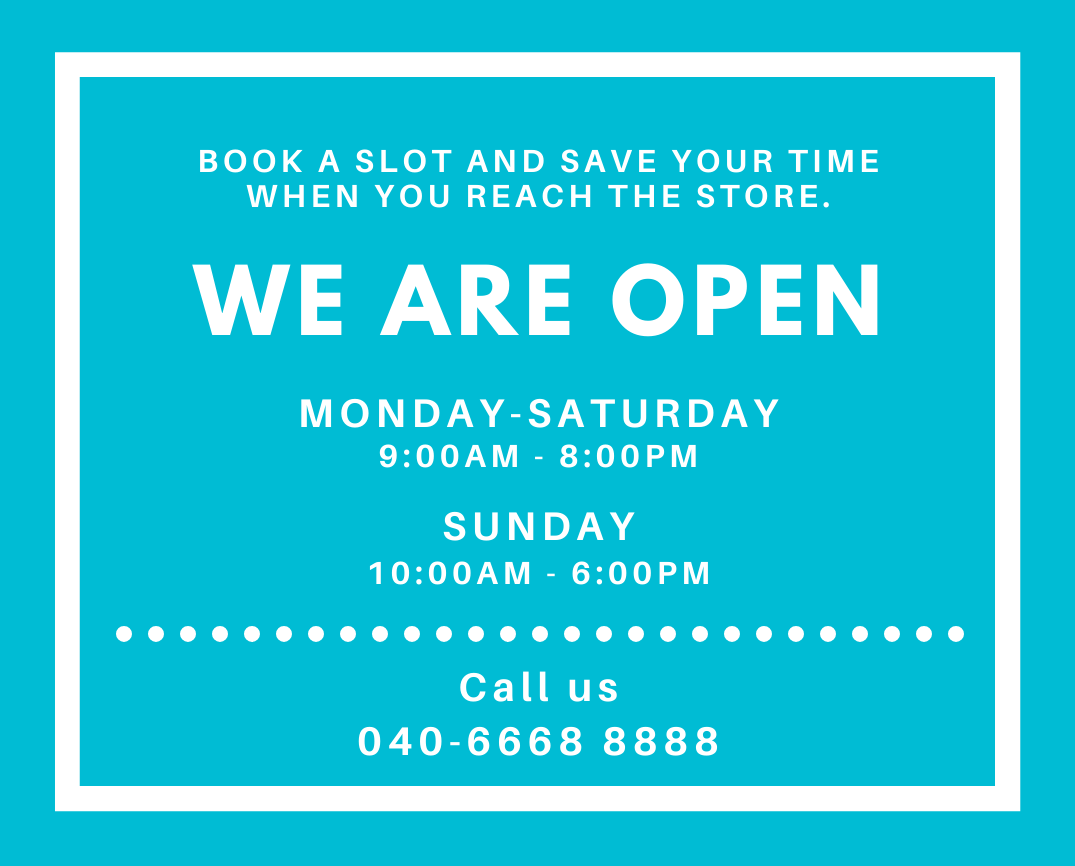 BOOK A SLOT AND SAVE YOUR TIME
WHEN YOU REACH THE STORE.
WE ARE OPEN
MONDAY-SATURDAY
9:00AM - 8:00PM
SUNDAY
10:00AM - 6:00PM
Call us
040-6668 8888